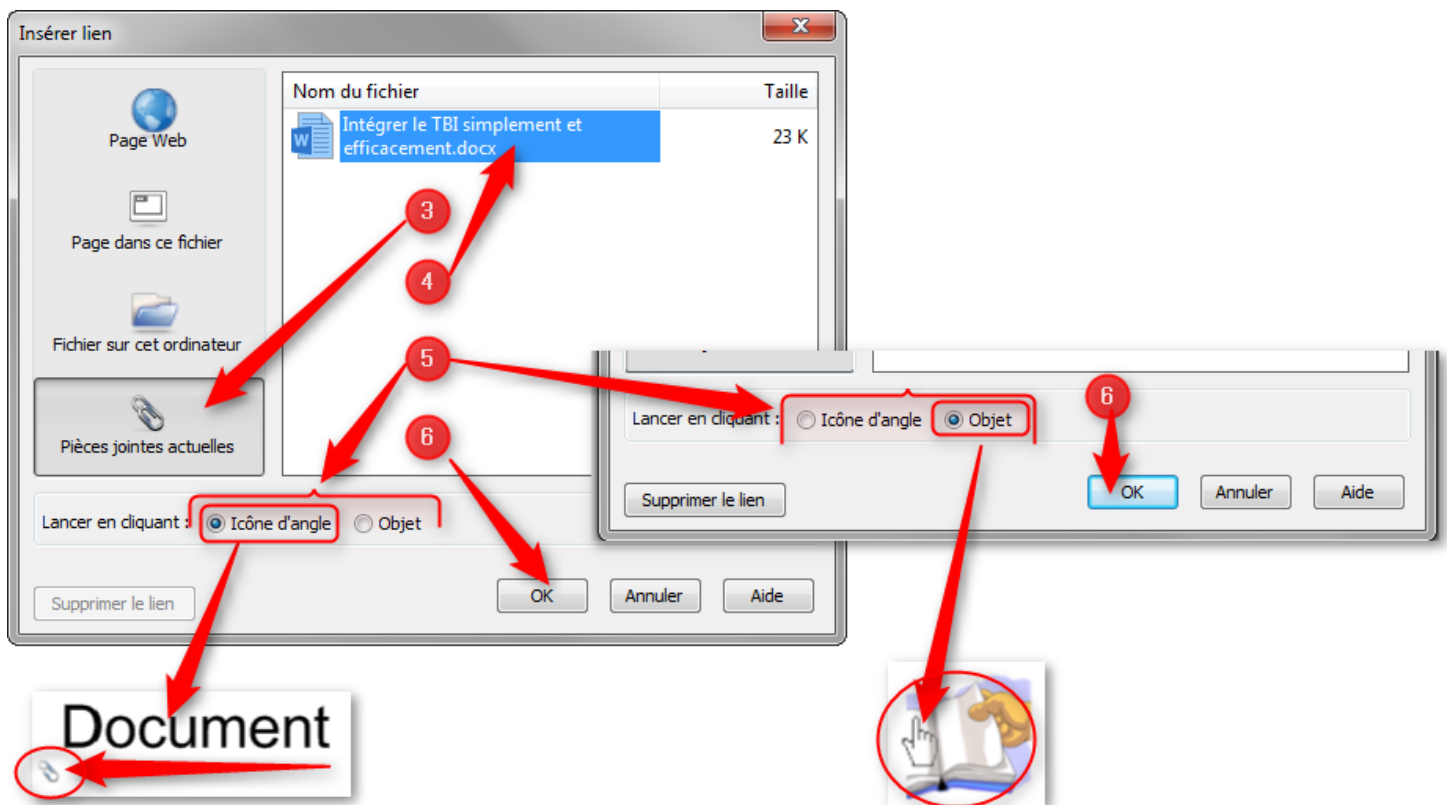 Insérer lien
Nom du fichier Taille
Intégrer le TBI simplement et
efficacement.docx
23 K
Page Web
Page dans ce fichier
Fichier sur cet ordinateur
Pièces jointes actuelles
3
4
5
6
Lancer en cliquant : Icône d'angle Objet
Supprimer le lien
OK Annuler Aide
6
Lancer en cliquant : Icône d'angle Objet
Supprimer le lien
OK Annuler Aide
Document